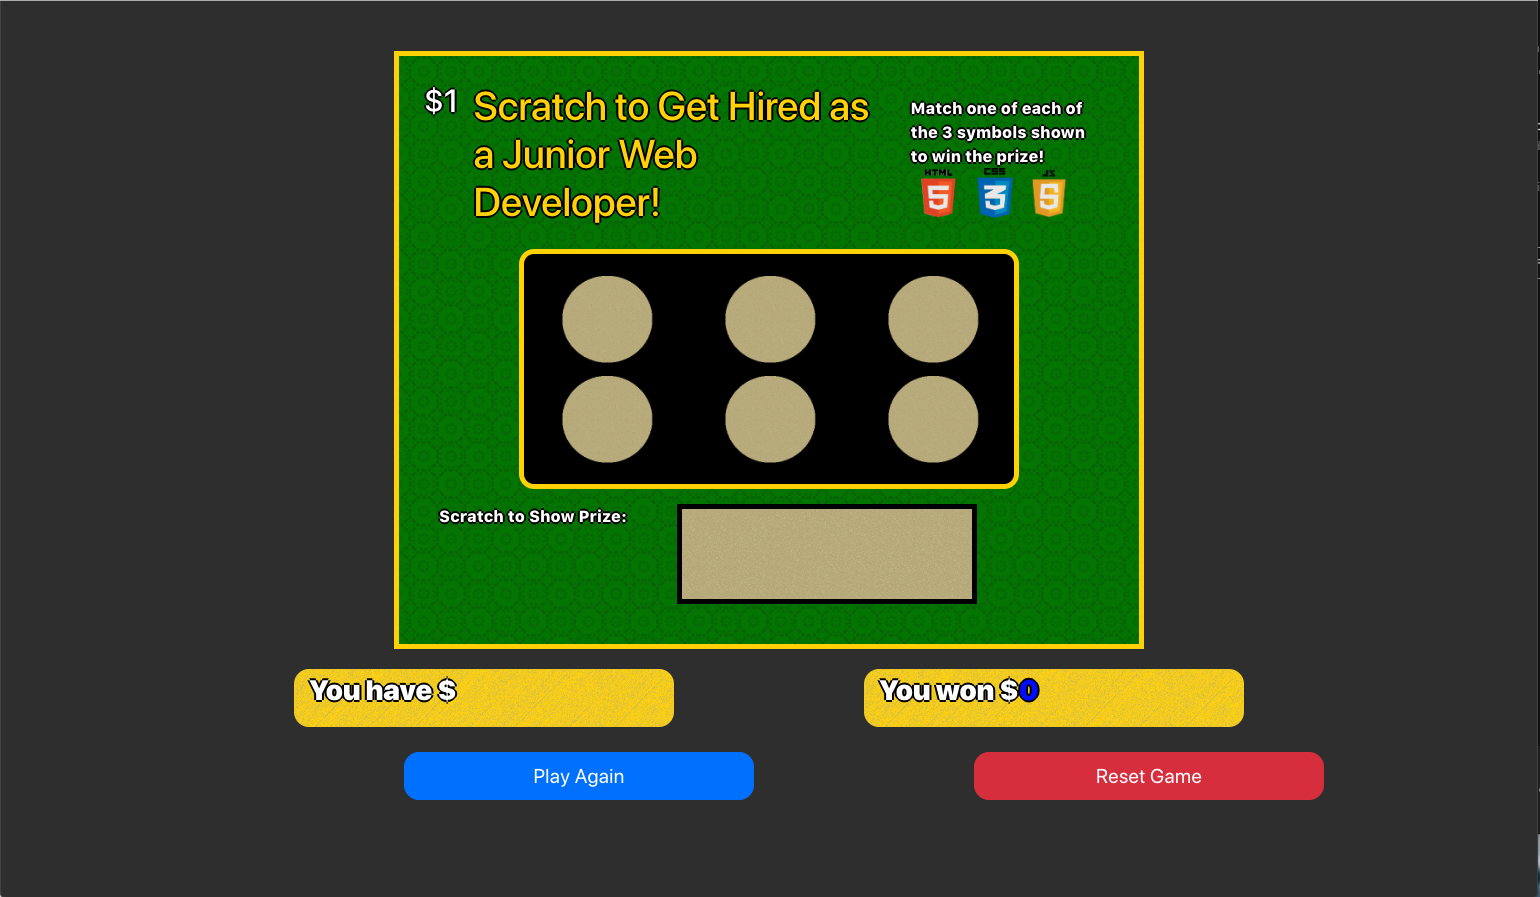 $1
Scratch to Get Hired as
a Junior Web
Developer!
Match one of each of
the 3 symbols shown
to win the prize!
HTML CSS JS
5 3 S
Scratch to Show Prize:
You have $
You won $0
Play Again
Reset Game